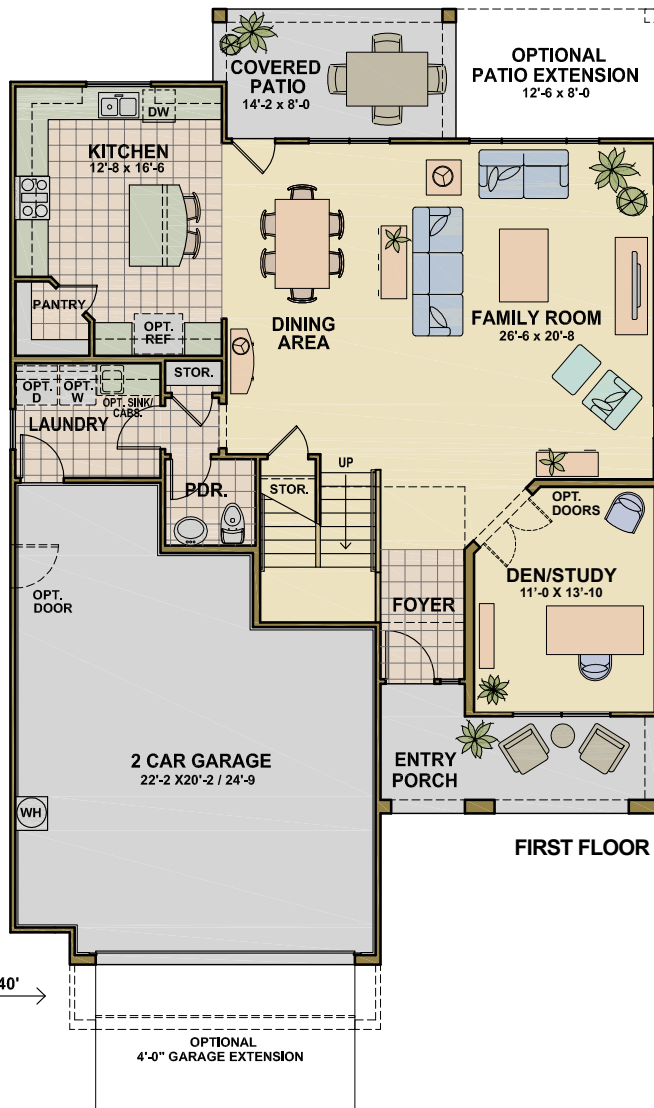 COVERED
PATIO
14'-2 x 8'-0
OPTIONAL
PATIO EXTENSION
12'-6 x 8'-0
DW
KITCHEN
12'-8 x 16'-6
PANTRY
OPT.
REF
DINING
AREA
FAMILY ROOM
26'-6 x 20'-8
STOR.
OPT.
D
OPT.
W
OPT. SINK/
CABS.
LAUNDRY
PDR.
STOR.
UP
OPT.
DOORS
DEN/STUDY
11'-0 X 13'-10
OPT.
DOOR
FOYER
2 CAR GARAGE
22'-2 X20'-2 / 24'-9
ENTRY
PORCH
WH
FIRST FLOOR
40'
OPTIONAL
4'-0" GARAGE EXTENSION